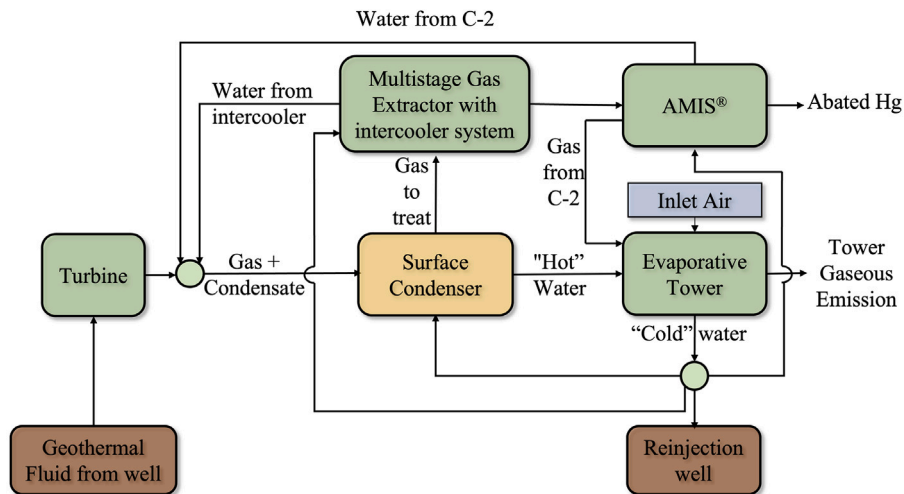 Water from C-2
Water from
intercooler
Multistage Gas
Extractor with
intercooler system
AMIS®
Abated Hg
Gas
to
treat
Gas
from
C-2
Inlet Air
Turbine
Gas +
Condensate
Surface
Condenser
"Hot”
Water
Evaporative
Tower
Tower
Gaseous
Emission
“Cold” water
Geothermal
Fluid from well
Reinjection
well